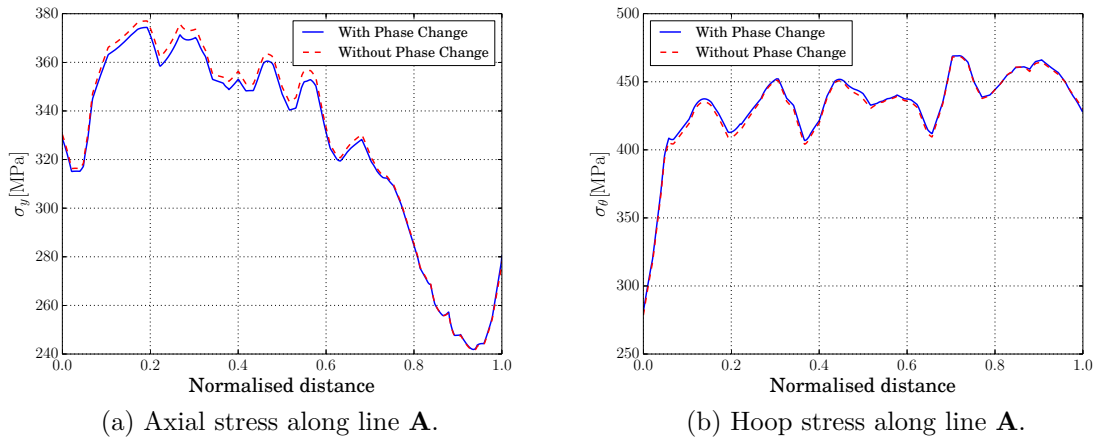 400
380
360
340
320
300
280
260
240
σy [MPa]
0.0 0.2 0.4 0.6 0.8 1.0
Normalised distance
With Phase Change
Without Phase Change
(a) Axial stress along line A.
500
450
400
350
300
250
σθ [MPa]
0.0 0.2 0.4 0.6 0.8 1.0
Normalised distance
With Phase Change
Without Phase Change
(b) Hoop stress along line A.